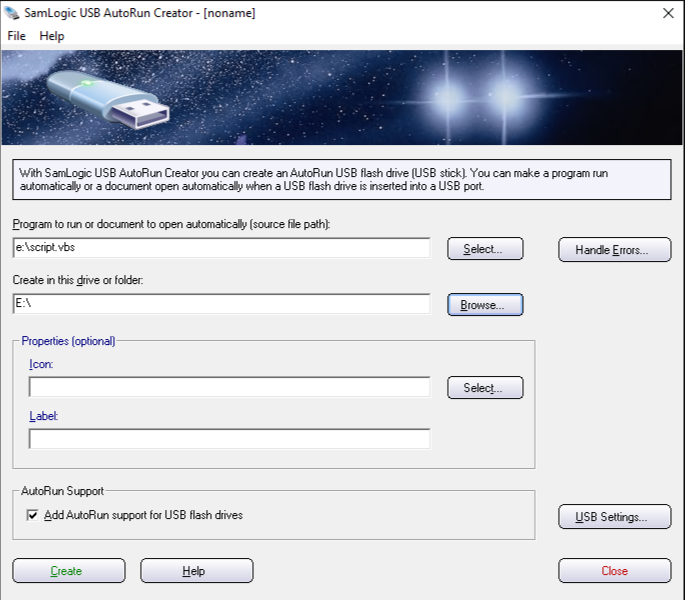 SamLogic USB AutoRun Creator - [noname]
File Help
With SamLogic USB AutoRun Creator you can create an AutoRun USB flash drive (USB stick). You can make a program run
automatically or a document open automatically when a USB flash drive is inserted into a USB port.
Program to run or document to open automatically (source file path):
e:\script.vbs
Select...
Handle Errors...
Create in this drive or folder:
E:\
Browse...
Properties (optional)
Icon:
Select...
Label:
AutoRun Support
Add AutoRun support for USB flash drives
USB Settings...
Create
Help
Close